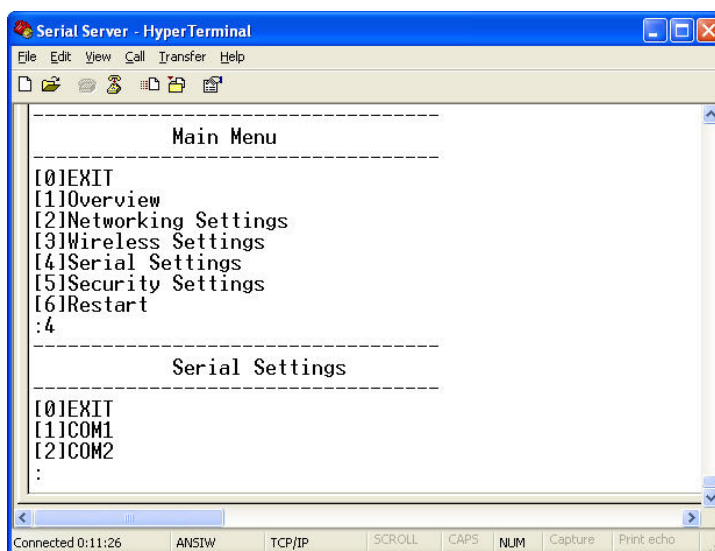 Serial Server - HyperTerminal
File Edit View Call Transfer Help
------------------------------------
Main Menu
------------------------------------
[0]EXIT
[1]Overview
[2]Networking Settings
[3]Wireless Settings
[4]Serial Settings
[5]Security Settings
[6]Restart
:4
------------------------------------
Serial Settings
------------------------------------
[0]EXIT
[1]COM1
[2]COM2
:
Connected 0:11:26 ANSIW TCP/IP SCROLL CAPS NUM Capture Print echo